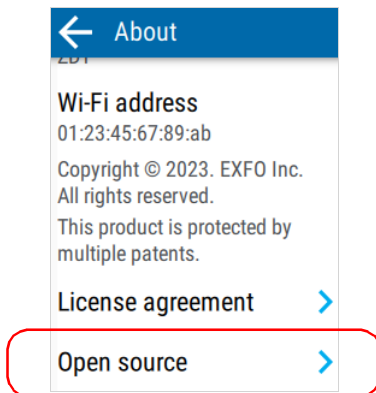 About
Wi-Fi address
01:23:45:67:89:ab
Copyright © 2023. EXFO Inc.
All rights reserved.
This product is protected by
multiple patents.
License agreement
Open source